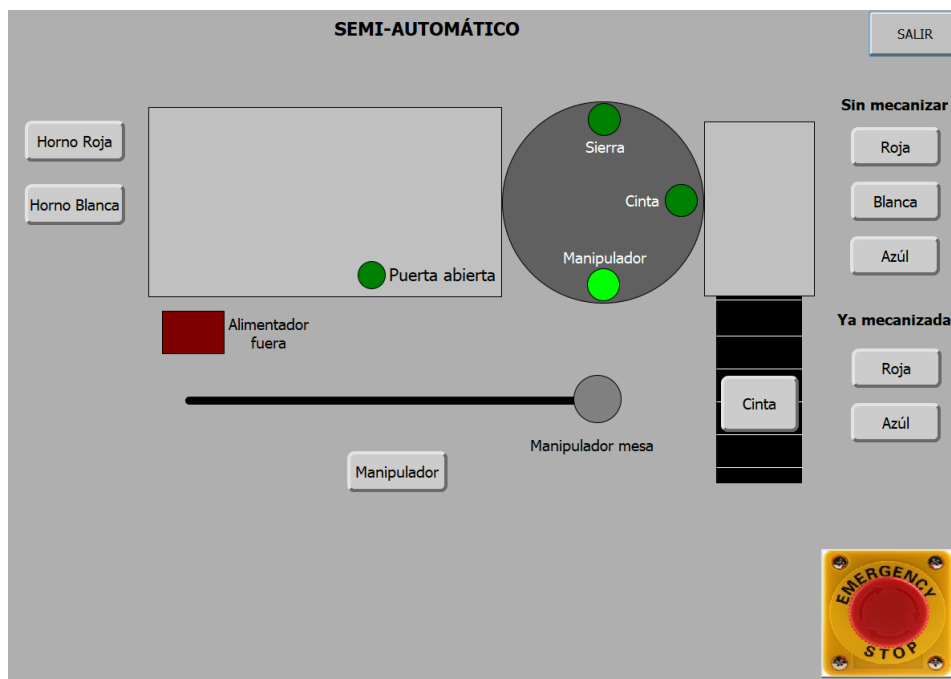 SEMI-AUTOMÁTICO
SALIR
Sin mecanizar
Horno Roja
Sierra
Roja
Horno Blanca
Cinta
Blanca
Manipulador
Azúl
Puerta abierta
Alimentador
fuera
Ya mecanizada
Roja
Cinta
Azúl
Manipulador mesa
Manipulador
EMERGENCY
STOP